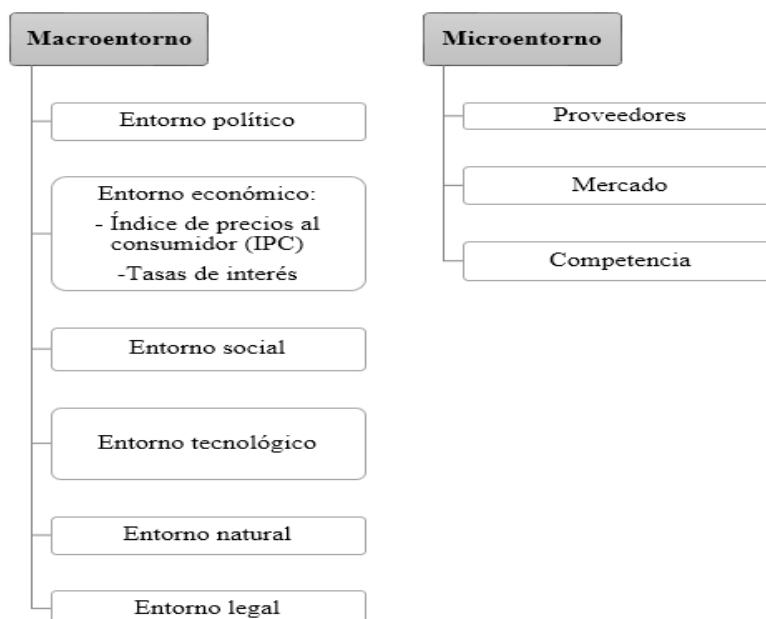 Macroentorno
Entorno político
Entorno económico:
- Índice de precios al
consumidor (IPC)
-Tasas de interés
Entorno social
Entorno tecnológico
Entorno natural
Entorno legal
Microentorno
Proveedores
Mercado
Competencia